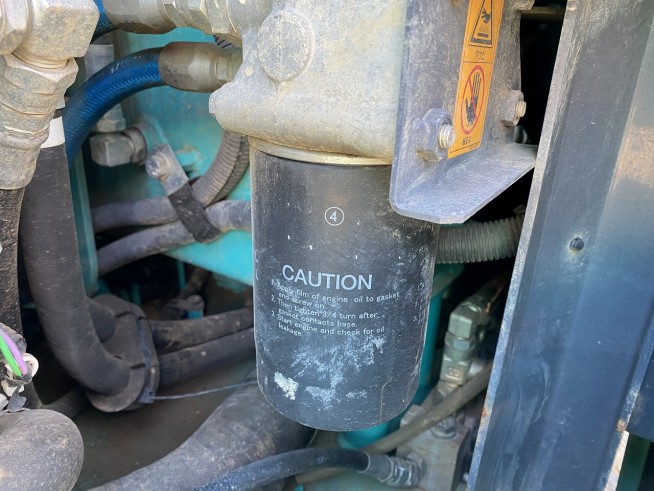 ④
CAUTION
1. Apply film of engine oil to gasket
and screw on.
2. Then tighten 3/4 turn after
gasket contacts base.
3. Start engine and check for oil
leakage.